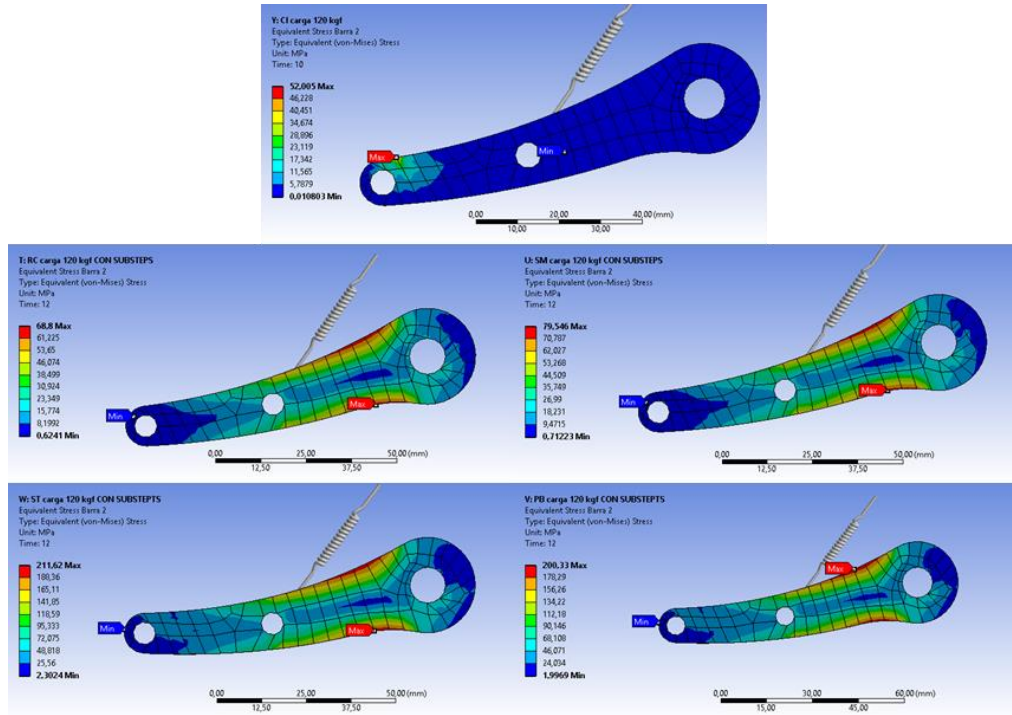 Y: CI carga 120 kgf
Equivalent Stress Barra 2
Type: Equivalent (von-Mises) Stress
Unit: MPa
Time: 10
52,005 Max
46,228
40,451
34,674
28,896
23,119
17,342
11,565
5,7879
0,010803 Min
Max
Min
0,00 20,00 40,00 (mm)
10,00 30,00
T: RC carga 120 kgf CON SUBSTEPS
Equivalent Stress Barra 2
Type: Equivalent (von-Mises) Stress
Unit: MPa
Time: 12
68,8 Max
61,225
53,65
46,074
38,499
30,924
23,349
15,774
8,1992
0,6241 Min
Min
Max
0,00 25,00 50,00 (mm)
12,50 37,50
U: SM carga 120 kgf CON SUBSTEPS
Equivalent Stress Barra 2
Type: Equivalent (von-Mises) Stress
Unit: MPa
Time: 12
79,546 Max
70,787
62,027
53,268
44,509
35,749
26,99
18,231
9,4715
0,71223 Min
Min
Max
0,00 25,00 50,00 (mm)
12,50 37,50
W: ST carga 120 kgf CON SUBSTEPTS
Equivalent Stress Barra 2
Type: Equivalent (von-Mises) Stress
Unit: MPa
Time: 12
211,62 Max
188,36
165,11
141,85
118,59
95,333
72,075
48,818
25,56
2,3024 Min
Min
Max
0,00 25,00 50,00 (mm)
12,50 37,50
V: PB carga 120 kgf CON SUBSTEPTS
Equivalent Stress Barra 2
Type: Equivalent (von-Mises) Stress
Unit: MPa
Time: 12
200,33 Max
178,29
156,26
134,22
112,18
90,146
68,108
46,071
24,034
1,9969 Min
Max
Min
0,00 30,00 60,00 (mm)
15,00 45,00